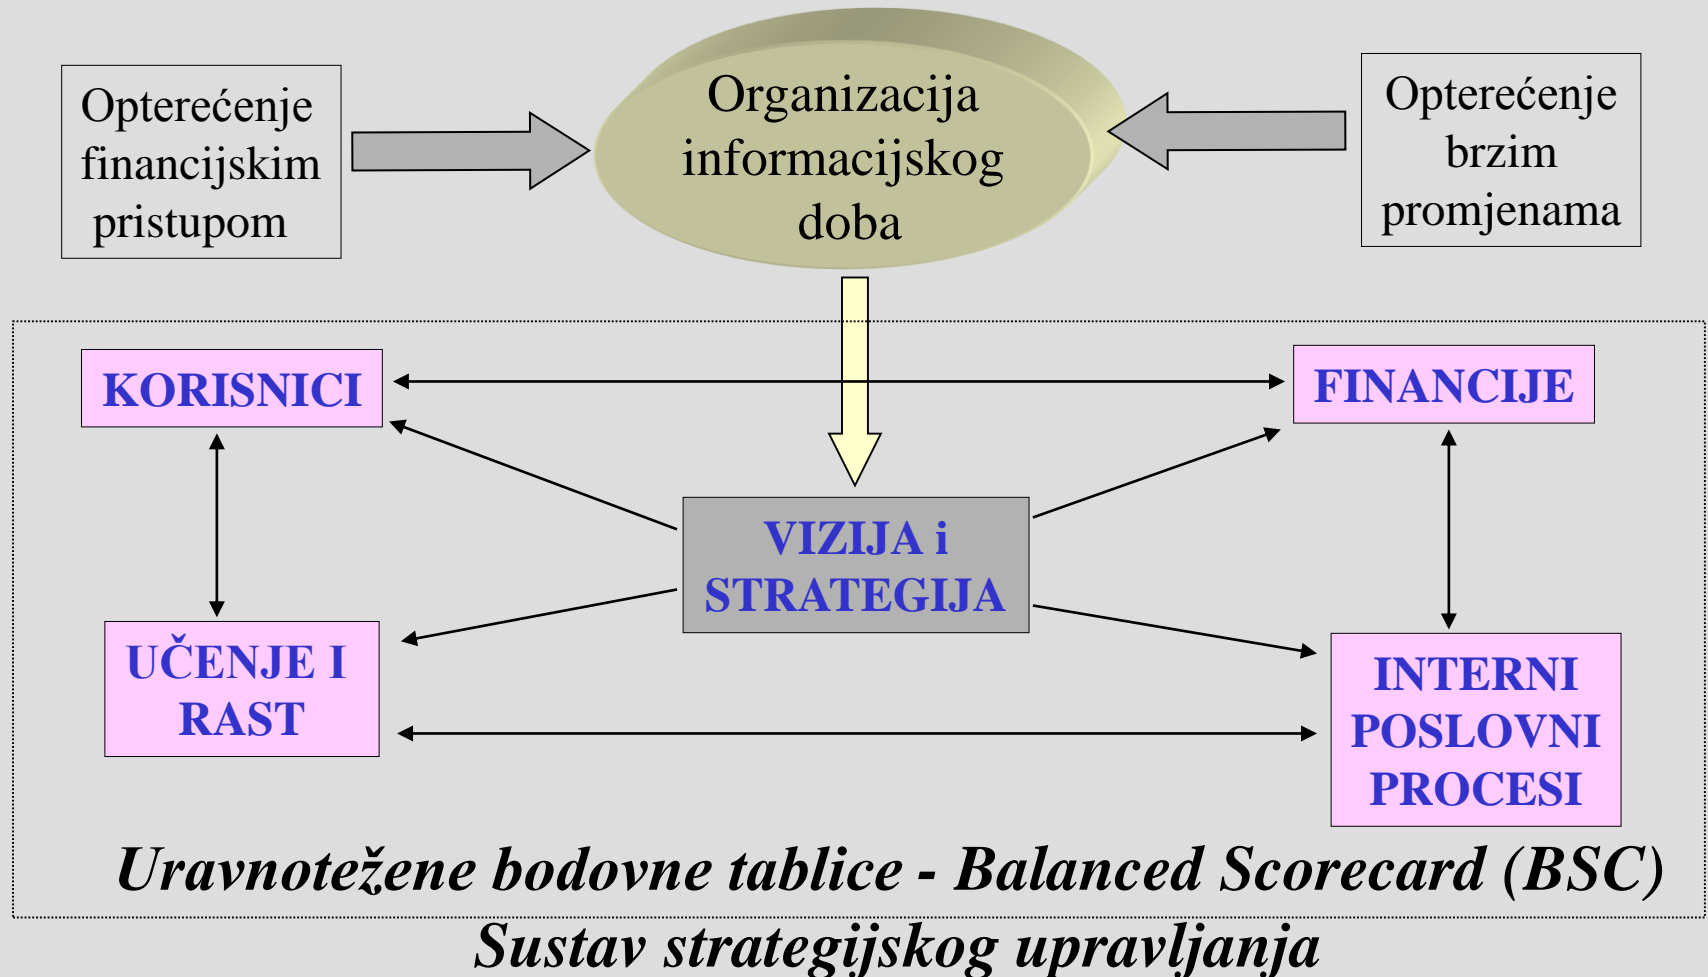 Opterećenje
financijskim
pristupom
Organizacija
informacijskog
doba
Opterećenje
brzim
promjenama
KORISNICI
FINANCIJE
VIZIJA i
STRATEGIJA
UČENJE I
RAST
INTERNI
POSLOVNI
PROCESI
Uravnotežene bodovne tablice - Balanced Scorecard (BSC)
Sustav strategijskog upravljanja